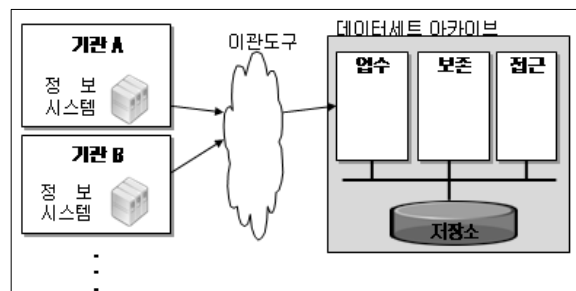 기관 A
정 보
시스템
기관 B
정 보
시스템
이관도구
데이터세트 아카이브
입수
보존
접근
저장소